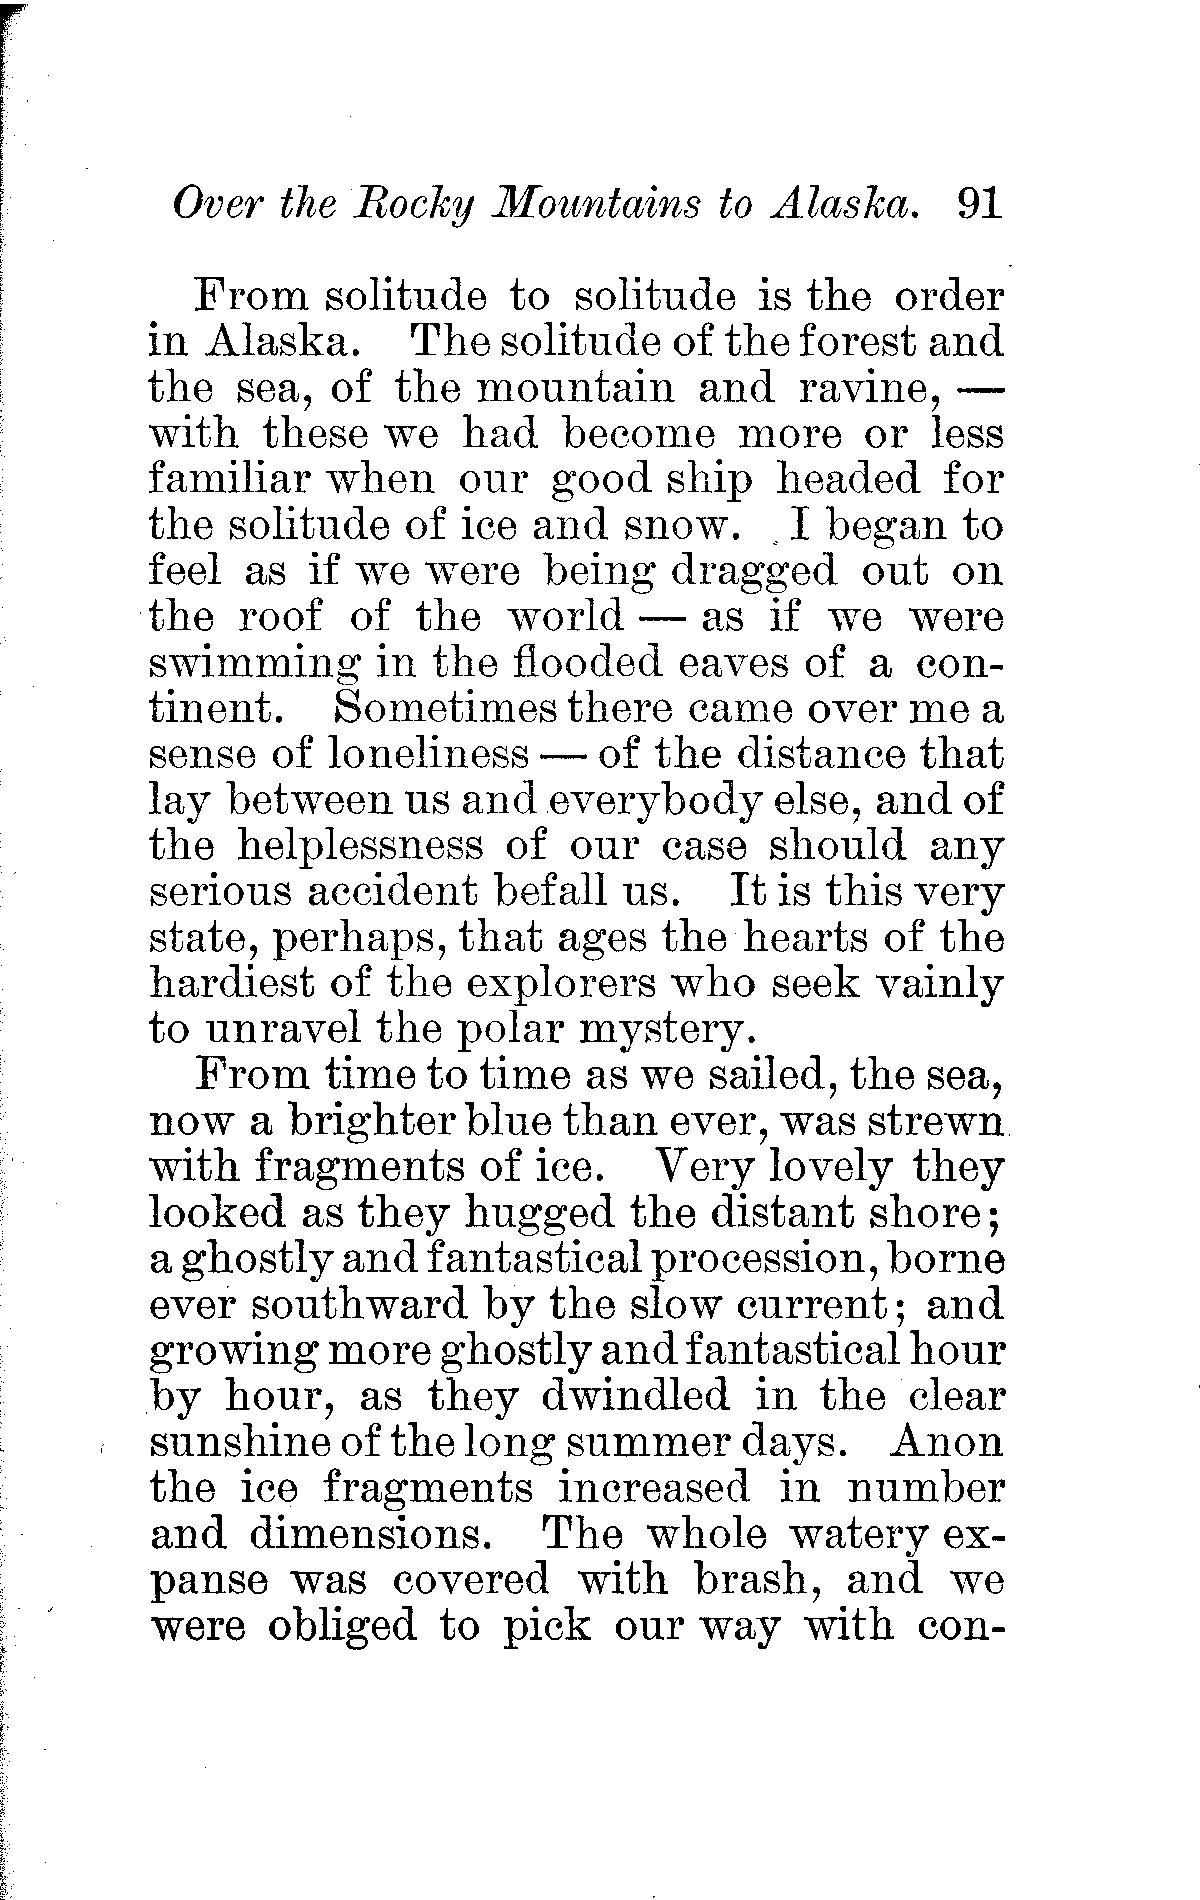 Over the Rocky Mountains to Alaska. 91
From solitude to solitude is the order
in Alaska. The solitude of the forest and
the sea, of the mountain and ravine, —
with these we had become more or less
familiar when our good ship headed for
the solitude of ice and snow. I began to
feel as if we were being dragged out on
the roof of the world — as if we were
swimming in the flooded eaves of a con-
tinent. Sometimes there came over me a
sense of loneliness — of the distance that
lay between us and everybody else, and of
the helplessness of our case should any
serious accident befall us. It is this very
state, perhaps, that ages the hearts of the
hardiest of the explorers who seek vainly
to unravel the polar mystery.
From time to time as we sailed, the sea,
now a brighter blue than ever, was strewn
with fragments of ice. Very lovely they
looked as they hugged the distant shore;
a ghostly and fantastical procession, borne
ever southward by the slow current; and
growing more ghostly and fantastical hour
by hour, as they dwindled in the clear
sunshine of the long summer days. Anon
the ice fragments increased in number
and dimensions. The whole watery ex-
panse was covered with brash, and we
were obliged to pick our way with con-